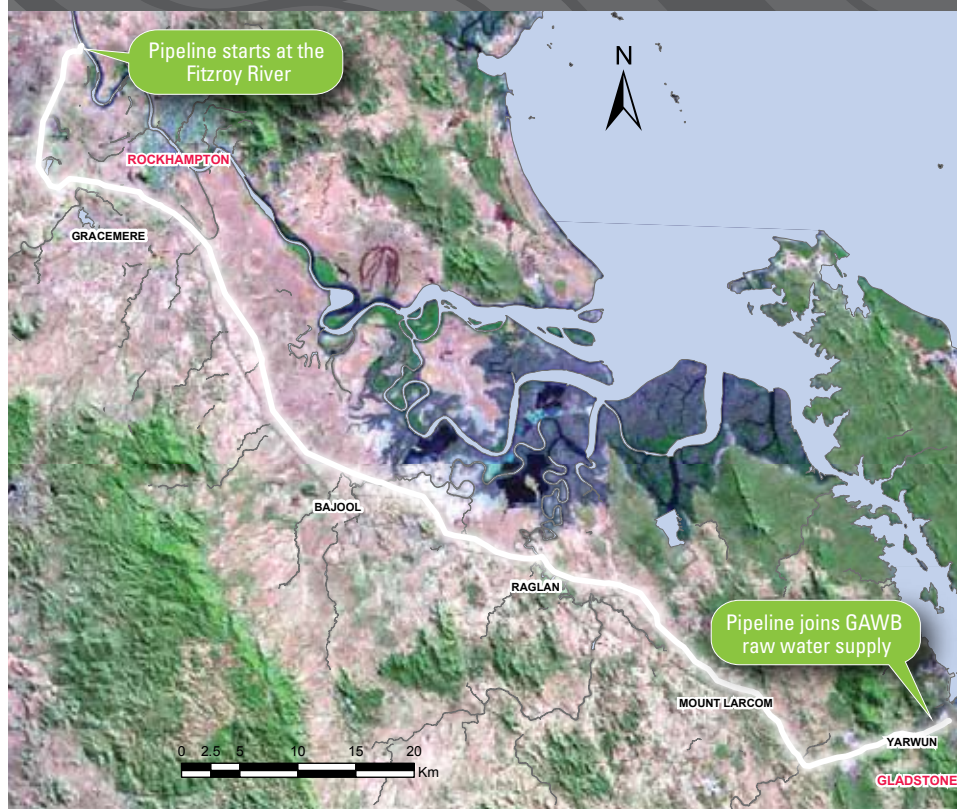 Pipeline starts at the
Fitzroy River
N
ROCKHAMPTON
GRACEMERE
BAJOOL
RAGLAN
Pipeline joins GAWB
raw water supply
MOUNT LARCOM
YARWUN
0 2.5 5 10 15 20
Km
GLADSTONE